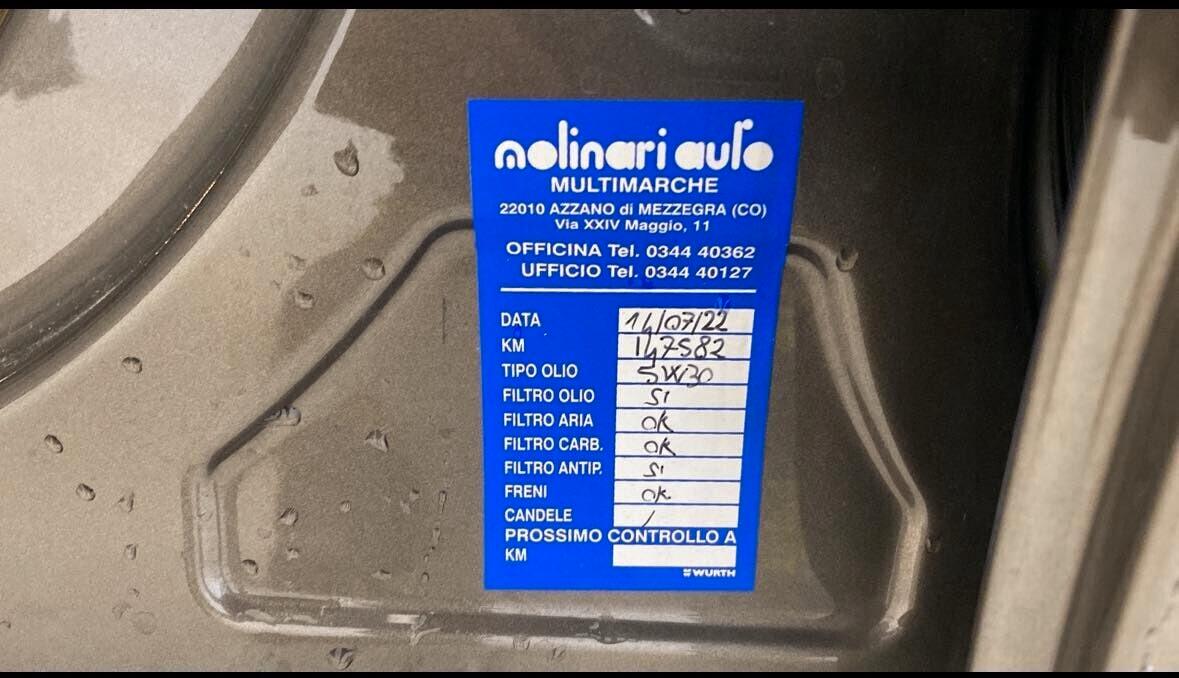 molinari auto
MULTIMARCHE
22010 AZZANO di MEZZEGRA (CO)
Via XXIV Maggio, 11
OFFICINA Tel. 0344 40362
UFFICIO Tel. 0344 40127
DATA 14/07/22
KM 147582
TIPO OLIO 5W30
FILTRO OLIO SI
FILTRO ARIA OK
FILTRO CARB. OK
FILTRO ANTIP. SI
FRENI OK
CANDELE /
PROSSIMO CONTROLLO A
KM
WÜRTH